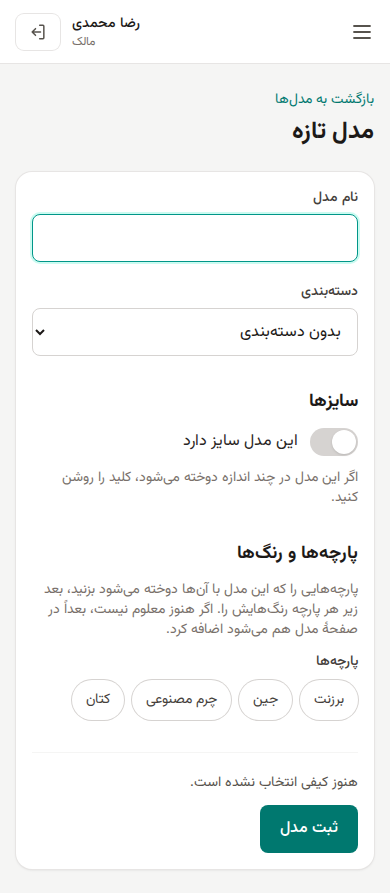 رضا محمدی
مالک
بازگشت به مدل‌ها
مدل تازه
نام مدل
دسته‌بندی
بدون دسته‌بندی
سایزها
این مدل سایز دارد
اگر این مدل در چند اندازه دوخته می‌شود، کلید را روشن
کنید.
پارچه‌ها و رنگ‌ها
پارچه‌هایی را که این مدل با آن‌ها دوخته می‌شود بزنید، بعد
زیر هر پارچه رنگ‌هایش را. اگر هنوز معلوم نیست، بعداً در
صفحهٔ مدل هم می‌شود اضافه کرد.
پارچه‌ها
برزنت
جین
چرم مصنوعی
کتان
هنوز کیفی انتخاب نشده است.
ثبت مدل